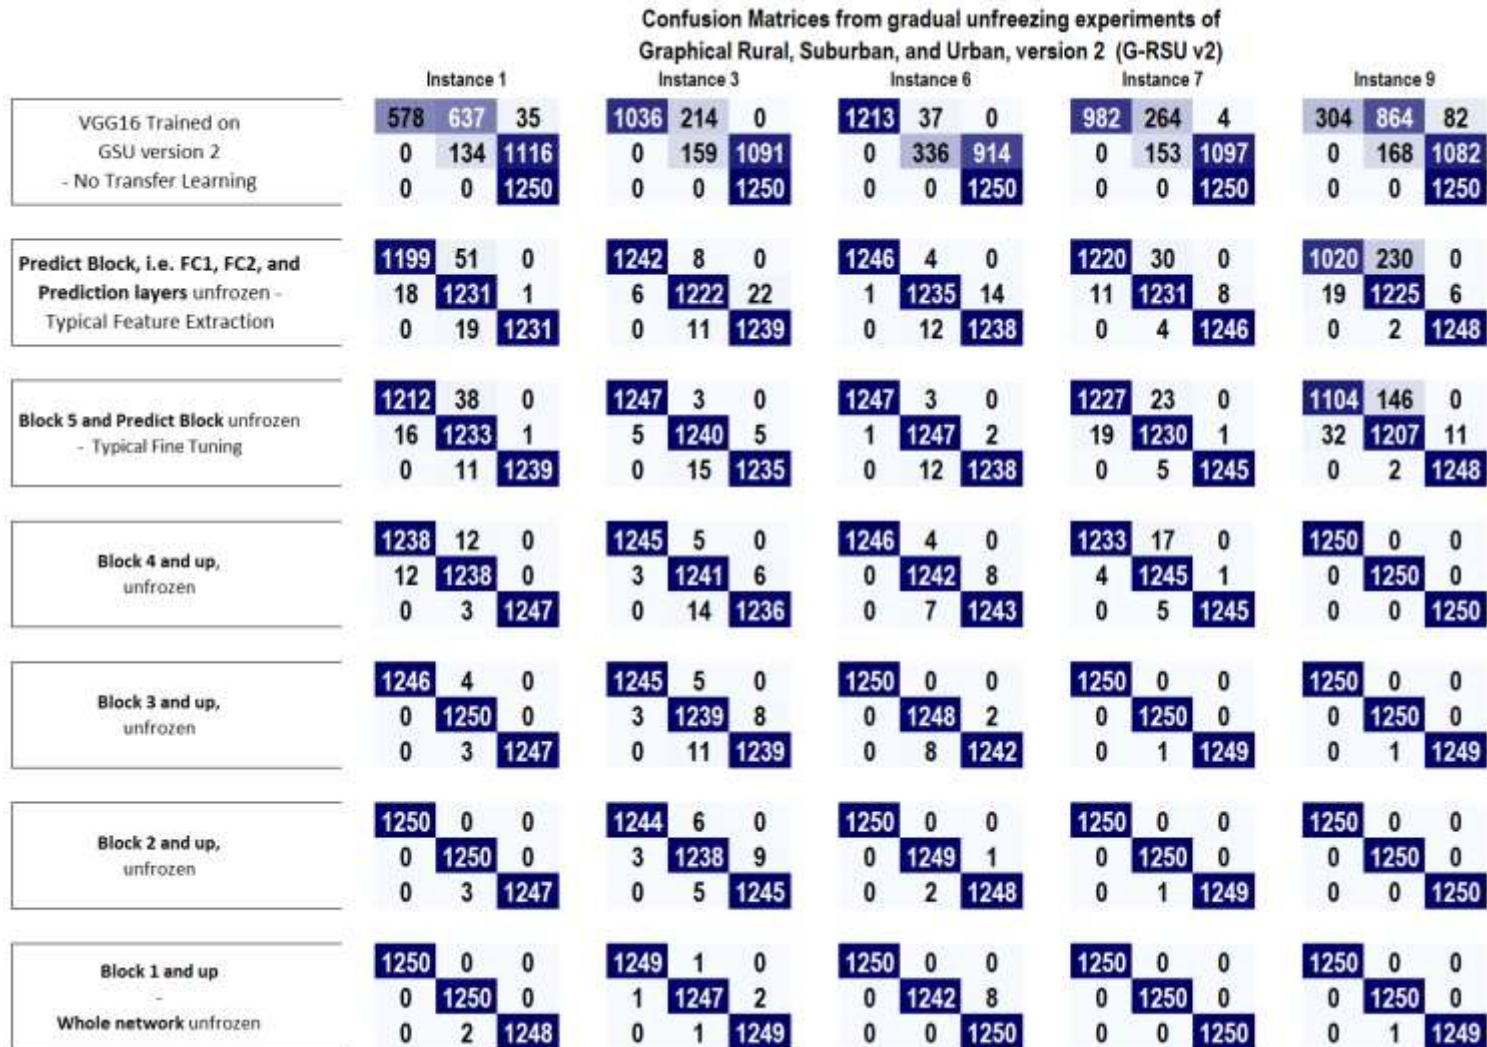 Confusion Matrices from gradual unfreezing experiments of
Graphical Rural, Suburban, and Urban, version 2 (G-RSU v2)
Instance 1 Instance 3 Instance 6 Instance 7 Instance 9
VGG16 Trained on
GSU version 2
- No Transfer Learning
578 637 35 1036 214 0 1213 37 0 982 264 4 304 864 82
0 134 1116 0 159 1091 0 336 914 0 153 1097 0 168 1082
0 0 1250 0 0 1250 0 0 1250 0 0 1250 0 0 1250
Predict Block, i.e. FC1, FC2, and
Prediction layers unfrozen -
Typical Feature Extraction
1199 51 0 1242 8 0 1246 4 0 1220 30 0 1020 230 0
18 1231 1 6 1222 22 1 1235 14 11 1231 8 19 1225 6
0 19 1231 0 11 1239 0 12 1238 0 4 1246 0 2 1248
Block 5 and Predict Block unfrozen
- Typical Fine Tuning
1212 38 0 1247 3 0 1247 3 0 1227 23 0 1104 146 0
16 1233 1 5 1240 5 1 1247 2 19 1230 1 32 1207 11
0 11 1239 0 15 1235 0 12 1238 0 5 1245 0 2 1248
Block 4 and up,
unfrozen
1238 12 0 1245 5 0 1246 4 0 1233 17 0 1250 0 0
12 1238 0 3 1241 6 0 1242 8 4 1245 1 0 1250 0
0 3 1247 0 14 1236 0 7 1243 0 5 1245 0 0 1250
Block 3 and up,
unfrozen
1246 4 0 1245 5 0 1250 0 0 1250 0 0 1250 0 0
0 1250 0 3 1239 8 0 1248 2 0 1250 0 0 1250 0
0 3 1247 0 11 1239 0 8 1242 0 1 1249 0 1 1249
Block 2 and up,
unfrozen
1250 0 0 1244 6 0 1250 0 0 1250 0 0 1250 0 0
0 1250 0 3 1238 9 0 1249 1 0 1250 0 0 1250 0
0 3 1247 0 5 1245 0 2 1248 0 1 1249 0 0 1250
Block 1 and up
-
Whole network unfrozen
1250 0 0 1249 1 0 1250 0 0 1250 0 0 1250 0 0
0 1250 0 1 1247 2 0 1242 8 0 1250 0 0 1250 0
0 2 1248 0 1 1249 0 0 1250 0 0 1250 0 1 1249